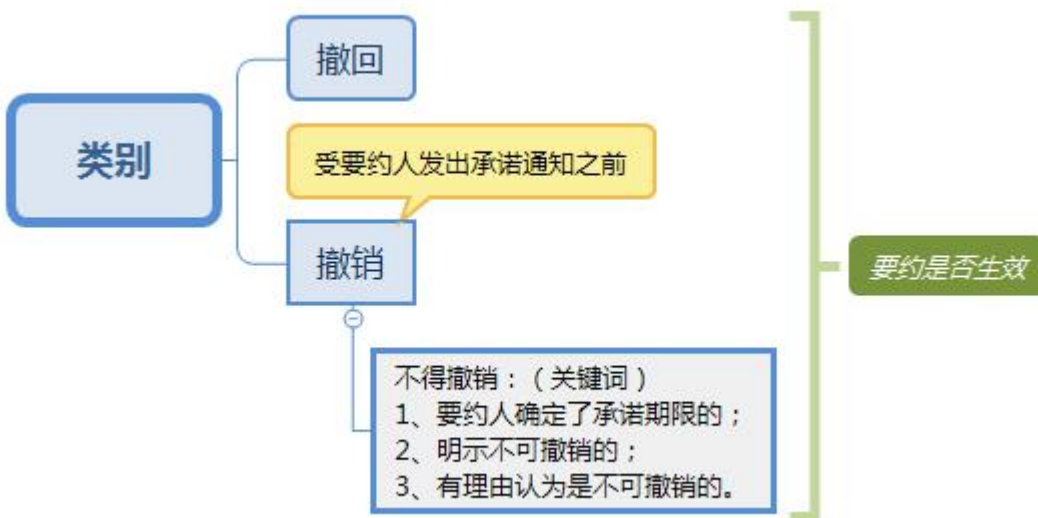 类别
撤回
受要约人发出承诺通知之前
撤销
不得撤销：（关键词）
1、要约人确定了承诺期限的；
2、明示不可撤销的；
3、有理由认为是不可撤销的。
要约是否生效